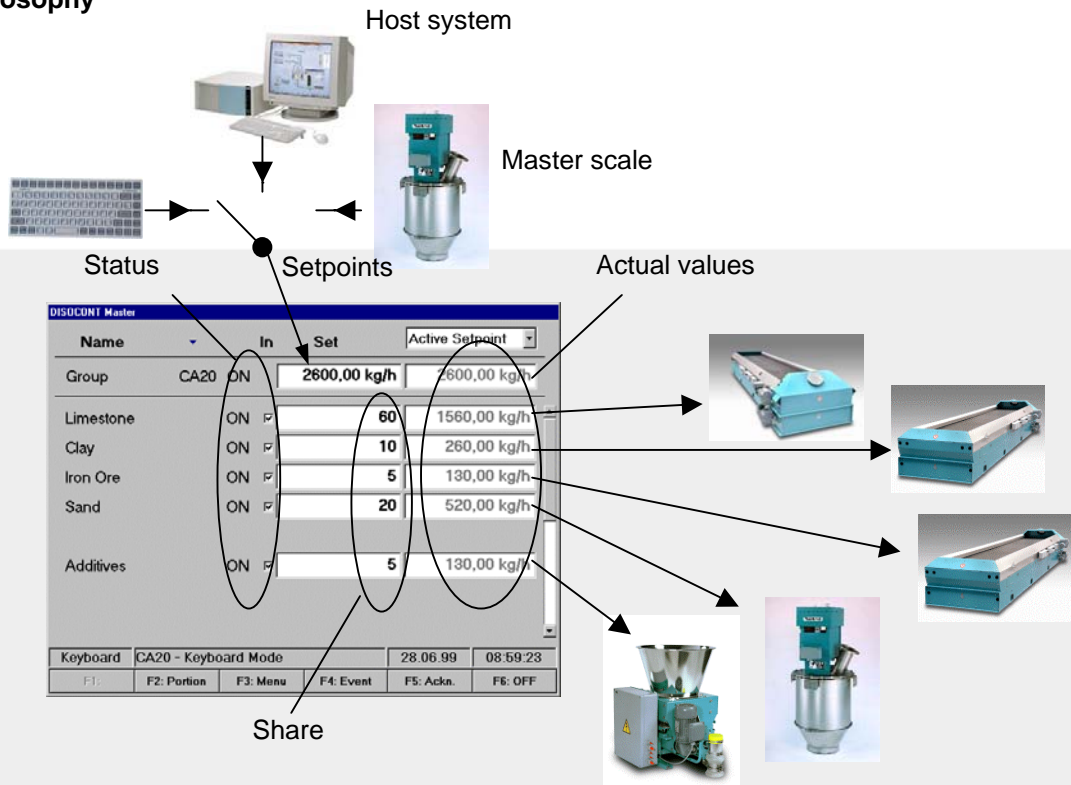 osophy
Host system
Master scale
Status
Setpoints
Actual values
DISOCONT Master
Name In Set Active Setpoint
Group CA20 ON 2600,00 kg/h 2600,00 kg/h
Limestone ON 60 1560,00 kg/h
Clay ON 10 260,00 kg/h
Iron Ore ON 5 130,00 kg/h
Sand ON 20 520,00 kg/h
Additives ON 5 130,00 kg/h
Keyboard CA20 - Keyboard Mode 28.06.99 08:59:23
F1: F2: Portion F3: Menu F4: Event F5: Ackn. F6: OFF
Share